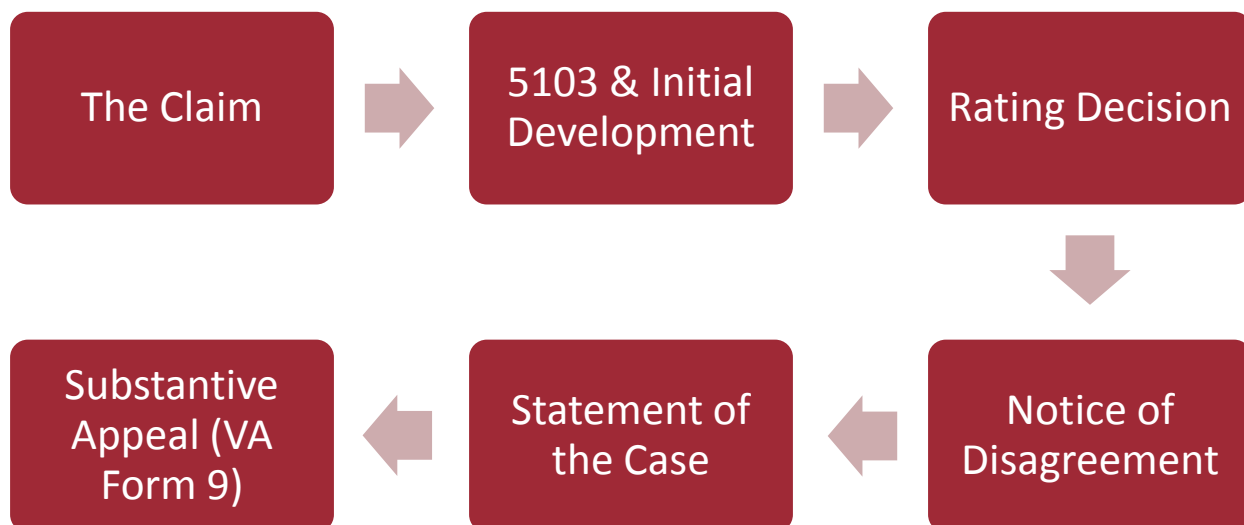 The Claim
5103 & Initial
Development
Rating Decision
Notice of
Disagreement
Statement of
the Case
Substantive
Appeal (VA
Form 9)